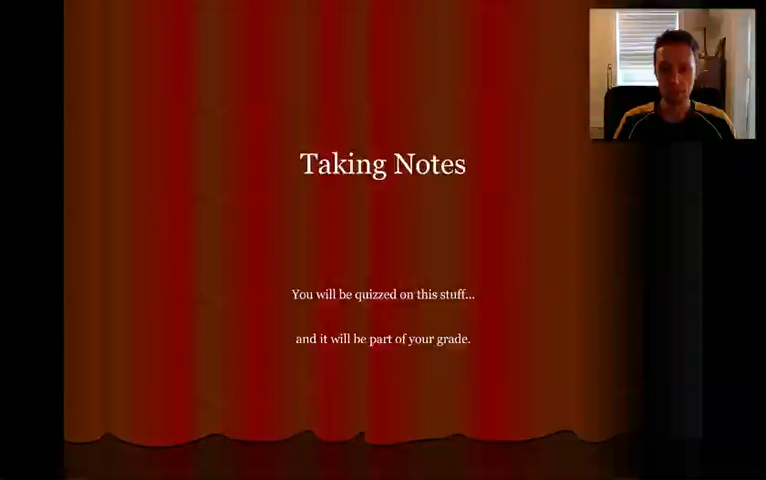 Taking Notes
You will be quizzed on this stuff...
and it will be part of your grade.